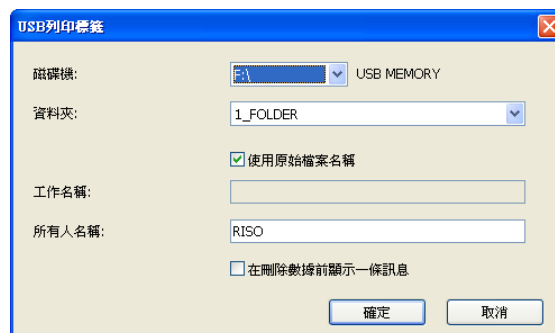 USB列印標籤
磁碟機: F:\ USB MEMORY
資料夾: 1_FOLDER
使用原始檔案名稱
工作名稱:
所有人名稱: RISO
在刪除數據前顯示一條訊息
確定 取消